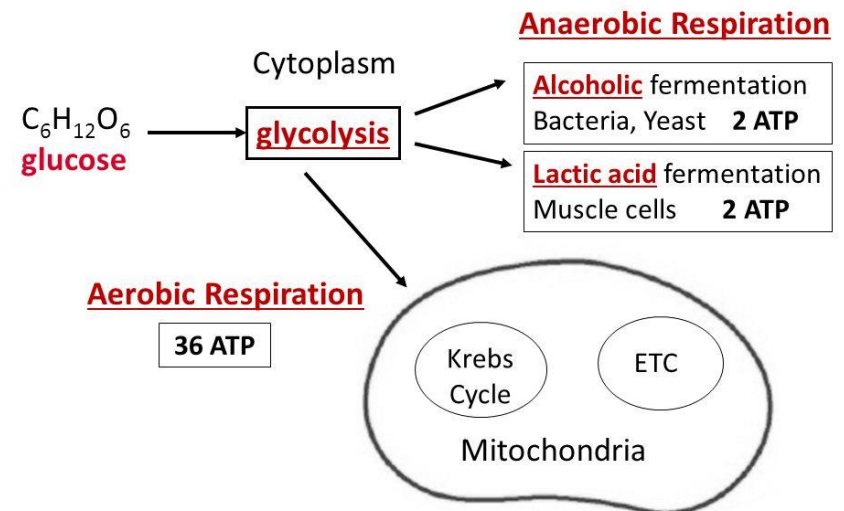 Anaerobic Respiration
Cytoplasm
Alcoholic fermentation
Bacteria, Yeast 2 ATP
C₆H₁₂O₆
glucose
glycolysis
Lactic acid fermentation
Muscle cells 2 ATP
Aerobic Respiration
36 ATP
Krebs
Cycle
ETC
Mitochondria